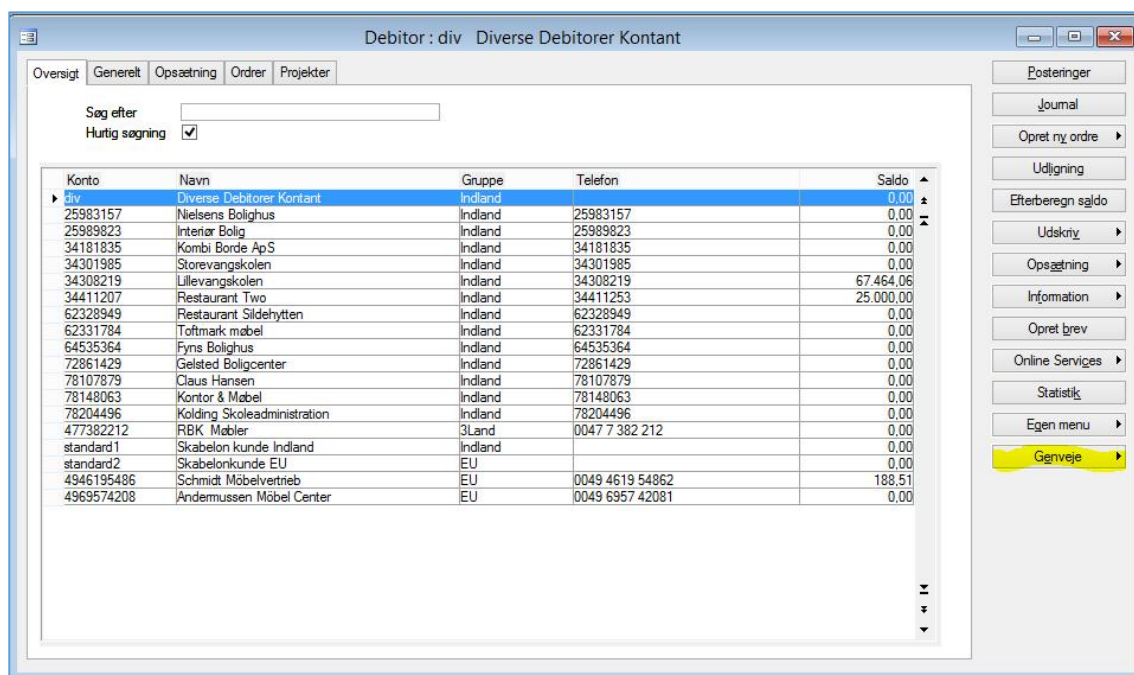 Debitor : div Diverse Debitorer Kontant
Oversigt Generelt Opsætning Ordrer Projekter
Søg efter
Hurtig søgning
Konto Navn Gruppe Telefon Saldo
div Diverse Debitorer Kontant Indland 0,00
25983157 Nielsens Bolighus Indland 25983157 0,00
25989823 Interiør Bolig Indland 25989823 0,00
34181835 Kombi Borde ApS Indland 34181835 0,00
34301985 Storevangskolen Indland 34301985 0,00
34308219 Lillevangskolen Indland 34308219 67.464,06
34411207 Restaurant Two Indland 34411253 25.000,00
62328949 Restaurant Sildehytten Indland 62328949 0,00
62331784 Toftmark møbel Indland 62331784 0,00
64535364 Fyns Bolighus Indland 64535364 0,00
72861429 Gelsted Boligcenter Indland 72861429 0,00
78107879 Claus Hansen Indland 78107879 0,00
78148063 Kontor & Møbel Indland 78148063 0,00
78204496 Kolding Skoleadministration Indland 78204496 0,00
477382212 RBK Møbler 3Land 0047 7 382 212 0,00
standard1 Skabelon kunde Indland Indland 0,00
standard2 Skabelonkunde EU EU 0,00
4946195486 Schmidt Möbelvertrieb EU 0049 4619 54862 188,51
4969574208 Andermussen Möbel Center EU 0049 6957 42081 0,00
Posteringer
Journal
Opret ny ordre
Udligning
Efterberegn saldo
Udskriv
Opsætning
Information
Opret brev
Online Services
Statistik
Egen menu
Genveje